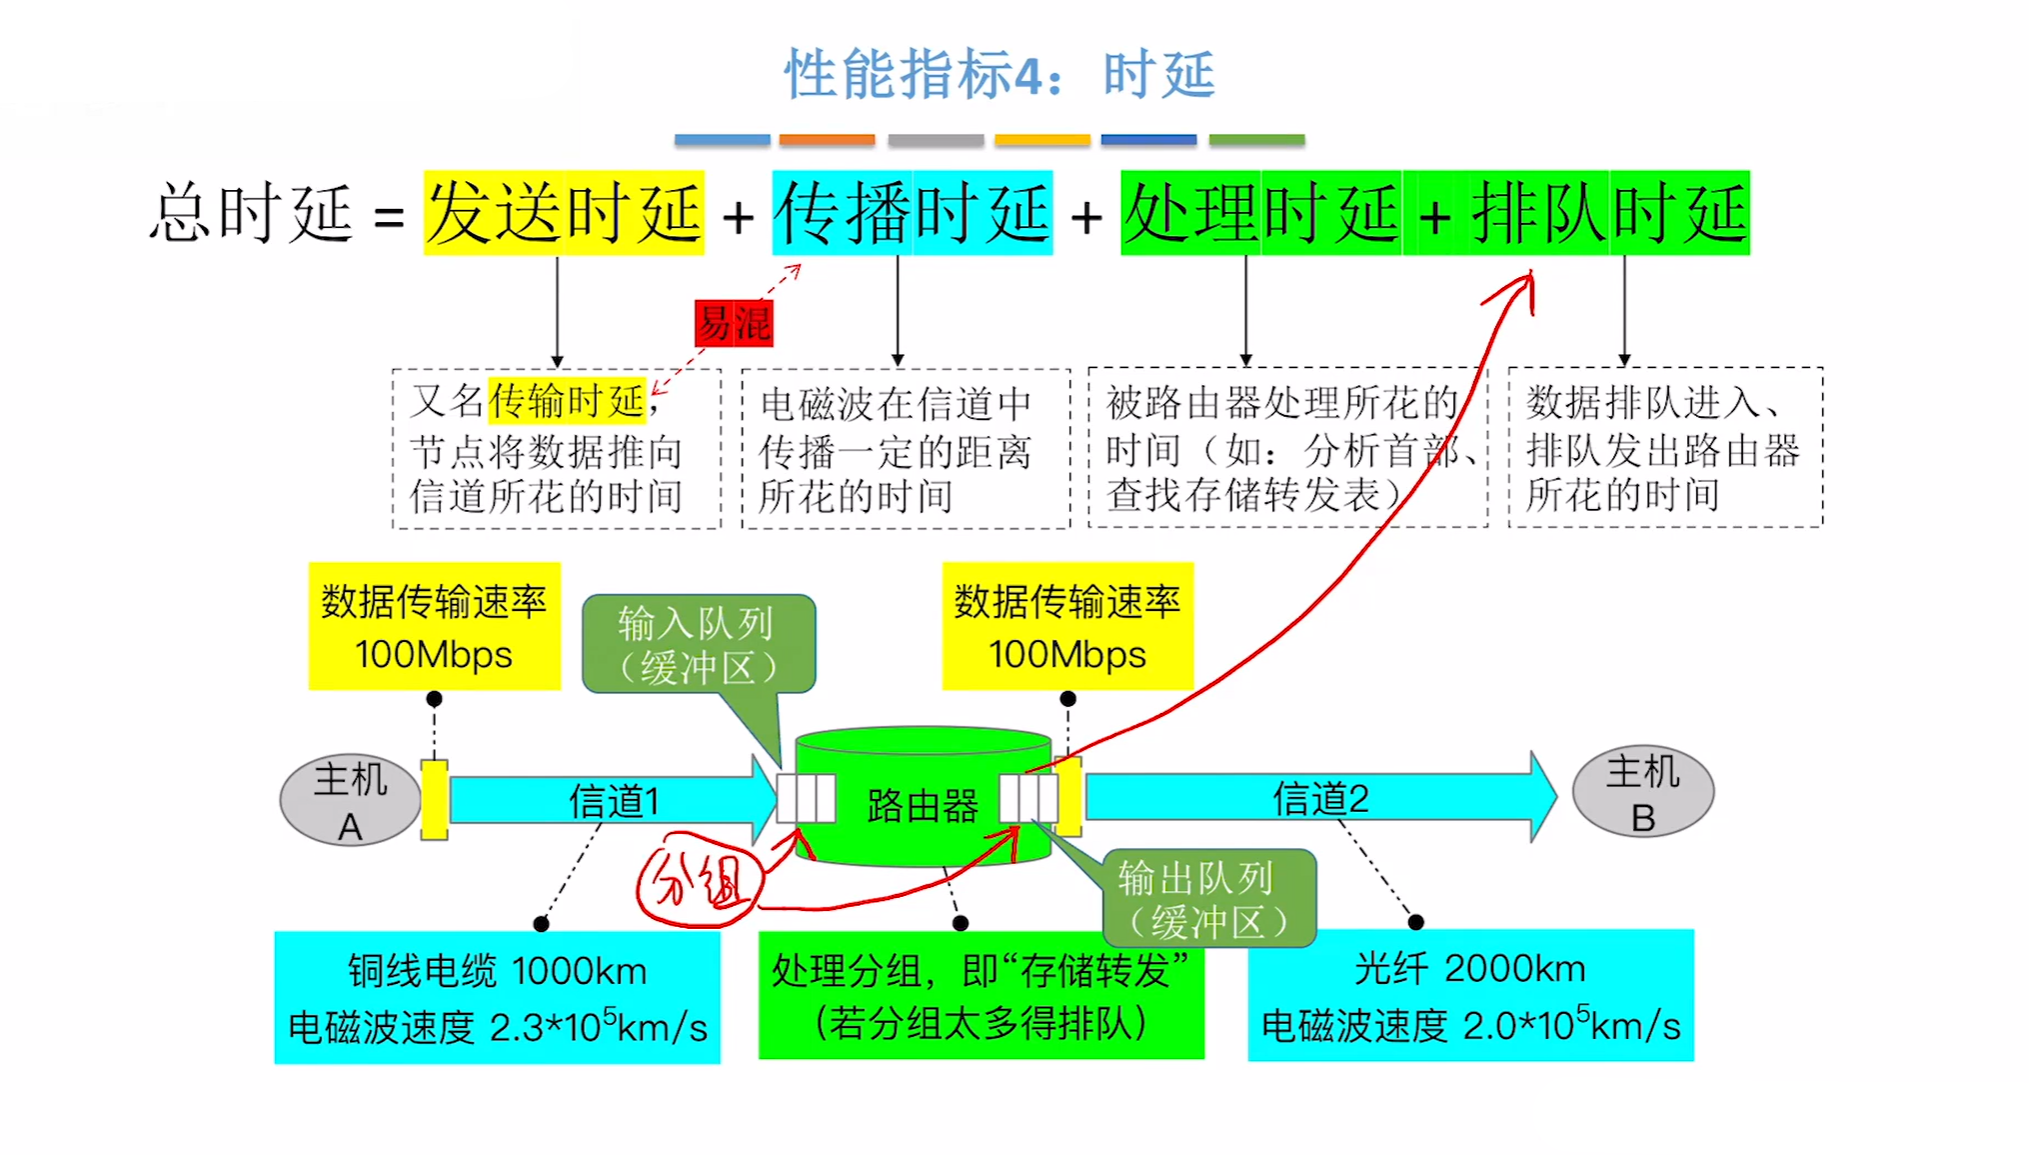 性能指标4：时延
总时延 = 发送时延 + 传播时延 + 处理时延 + 排队时延
易混
又名传输时延，
节点将数据推向
信道所花的时间
电磁波在信道中
传播一定的距离
所花的时间
被路由器处理所花的
时间（如：分析首部、
查找存储转发表）
数据排队进入、
排队发出路由器
所花的时间
数据传输速率
100Mbps
输入队列
（缓冲区）
数据传输速率
100Mbps
主机
A
信道1
路由器
信道2
主机
B
分组
输出队列
（缓冲区）
铜线电缆 1000km
电磁波速度 2.3*10⁵km/s
处理分组，即“存储转发”
（若分组太多得排队）
光纤 2000km
电磁波速度 2.0*10⁵km/s